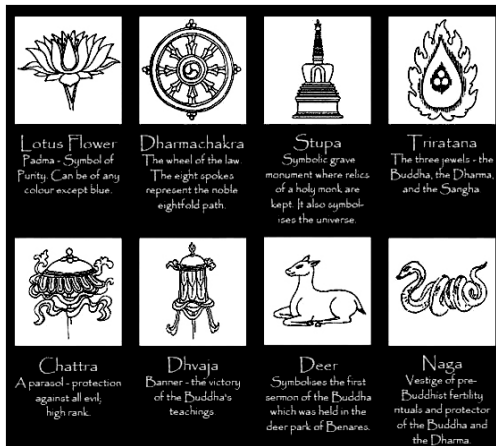 Lotus Flower
Padma - Symbol of
Purity. Can be of any
colour except blue.
Dharmachakra
The wheel of the law.
The eight spokes
represent the noble
eightfold path.
Stupa
Symbolic grave
monument where relics
of a holy monk are
kept. It also symbol-
ises the universe.
Triratana
The three jewels - the
Buddha, the Dharma,
and the Sangha
Chattra
A parasol - protection
against all evil;
high rank.
Dhvaja
Banner - the victory
of the Buddha's
teachings.
Deer
Symbolises the first
sermon of the Buddha
which was held in the
deer park of Benares.
Naga
Vestige of pre-
Buddhist fertility
rituals and protector
of the Buddha and
the Dharma.